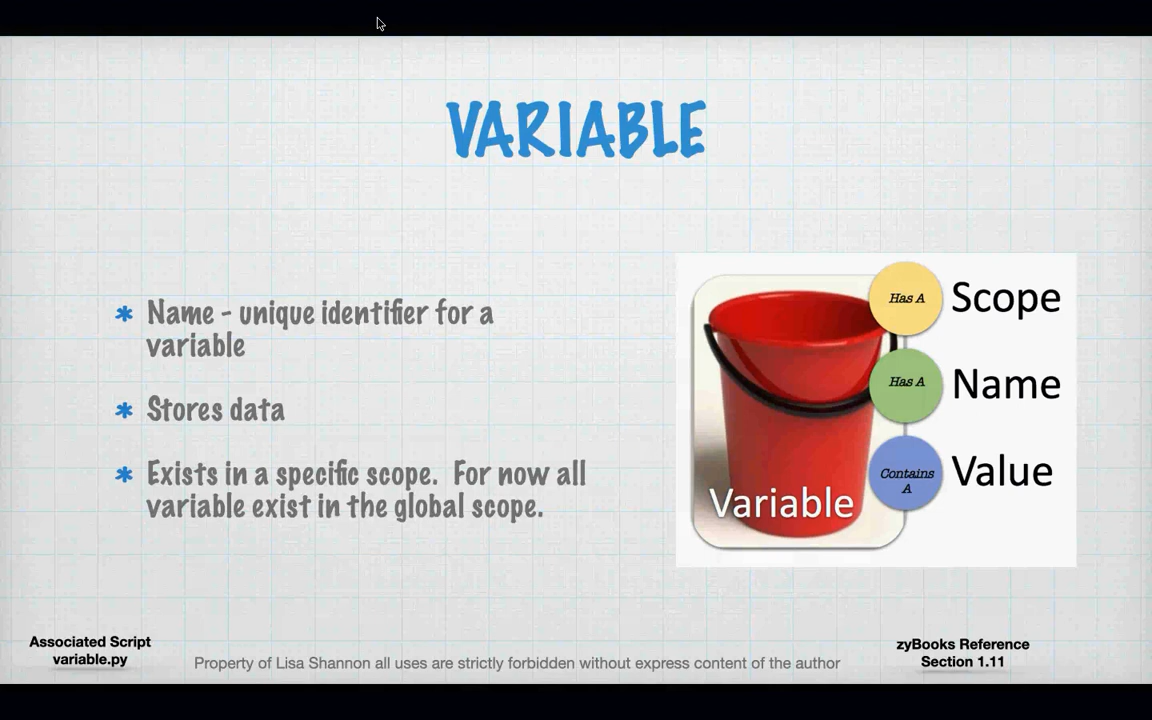 VARIABLE
* Name - unique identifier for a
variable
* Stores data
* Exists in a specific scope.  For now all
variable exist in the global scope.
Has A
Scope
Has A
Name
Contains
A
Value
Variable
Associated Script
variable.py
Property of Lisa Shannon all uses are strictly forbidden without express content of the author
zyBooks Reference
Section 1.11